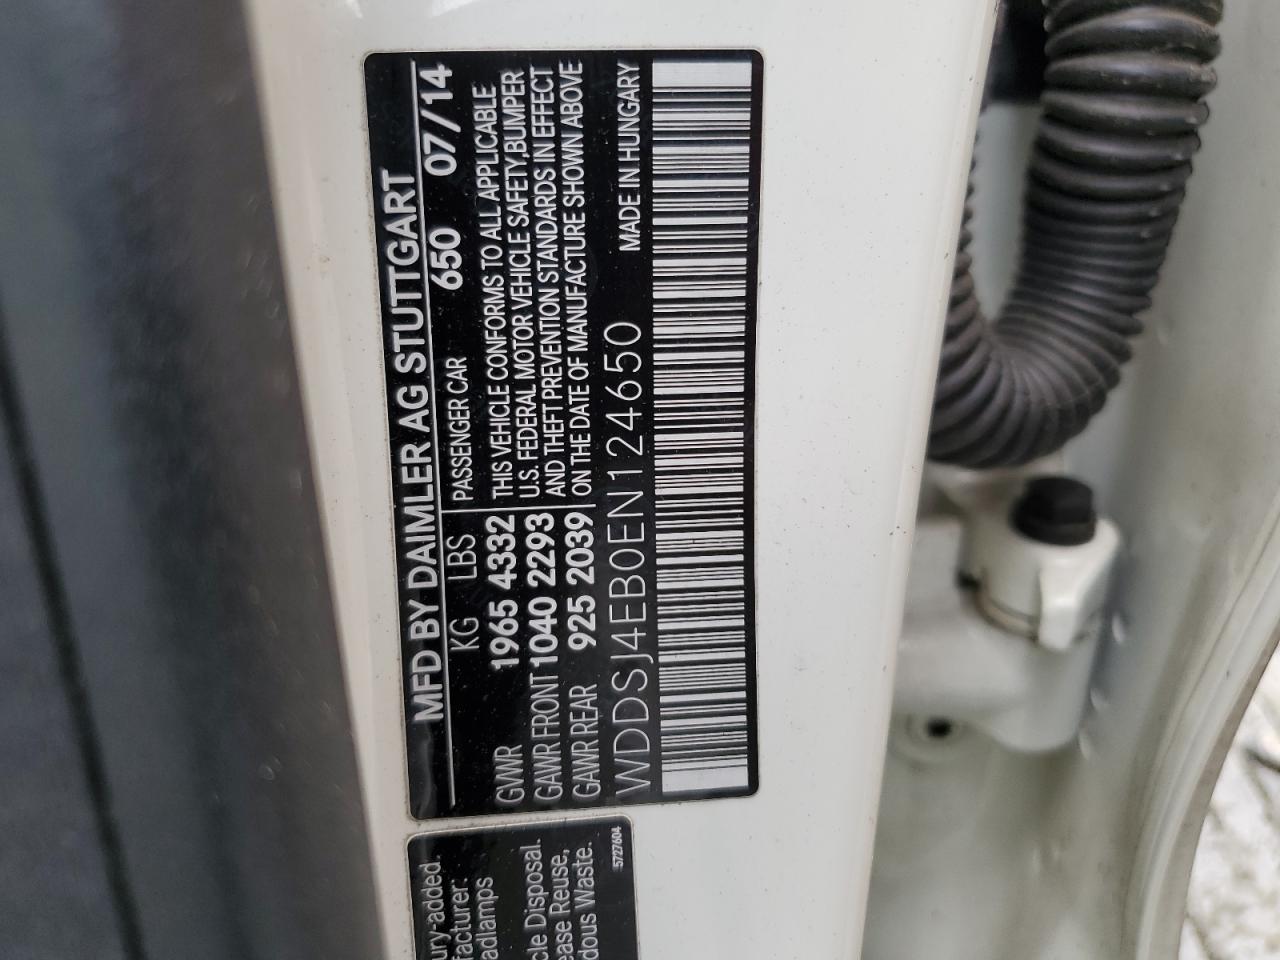 MFD BY DAIMLER AG STUTTGART
KG LBS PASSENGER CAR 650 07/14
GVWR 1965 4332 THIS VEHICLE CONFORMS TO ALL APPLICABLE
GAWR FRONT 1040 2293 U.S. FEDERAL MOTOR VEHICLE SAFETY,BUMPER
AND THEFT PREVENTION STANDARDS IN EFFECT
GAWR REAR 925 2039 ON THE DATE OF MANUFACTURE SHOWN ABOVE
WDDSJ4EB0EN124650 MADE IN HUNGARY
ury-added.
facturer:
adlamps
cle Disposal.
ease Reuse,
dous Waste.
5727604